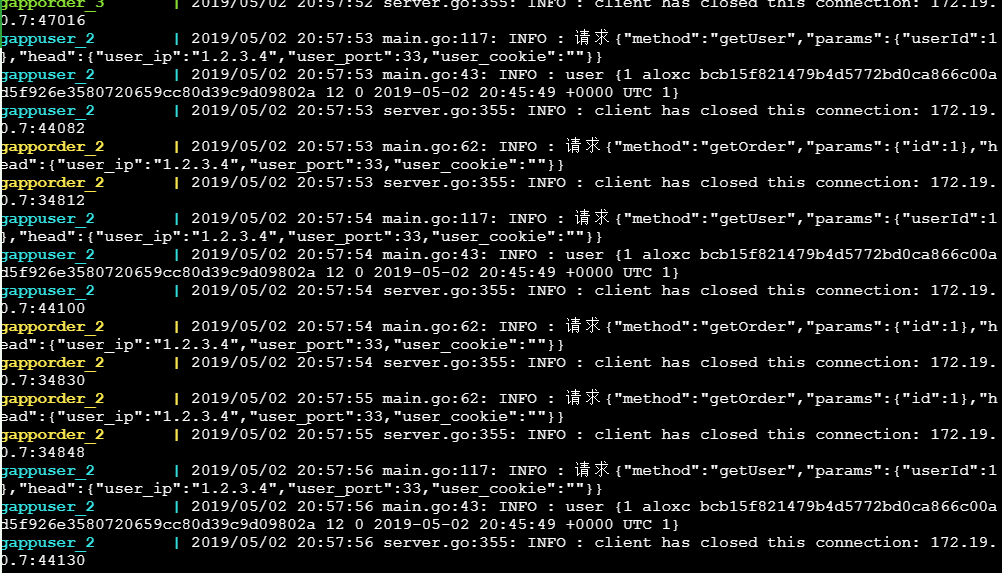 gapporder_3       | 2019/05/02 20:57:52 server.go:355: INFO : client has closed this connection: 172.19.
0.7:47016
gappuser_2        | 2019/05/02 20:57:53 main.go:117: INFO : 请求{"method":"getUser","params":{"userId":1
},"head":{"user_ip":"1.2.3.4","user_port":33,"user_cookie":""}}
gappuser_2        | 2019/05/02 20:57:53 main.go:43: INFO : user {1 aloxc bcb15f821479b4d5772bd0ca866c00a
d5f926e3580720659cc80d39c9d09802a 12 0 2019-05-02 20:45:49 +0000 UTC 1}
gappuser_2        | 2019/05/02 20:57:53 server.go:355: INFO : client has closed this connection: 172.19.
0.7:44082
gapporder_2       | 2019/05/02 20:57:53 main.go:62: INFO : 请求{"method":"getOrder","params":{"id":1},"h
ead":{"user_ip":"1.2.3.4","user_port":33,"user_cookie":""}}
gapporder_2       | 2019/05/02 20:57:53 server.go:355: INFO : client has closed this connection: 172.19.
0.7:34812
gappuser_2        | 2019/05/02 20:57:54 main.go:117: INFO : 请求{"method":"getUser","params":{"userId":1
},"head":{"user_ip":"1.2.3.4","user_port":33,"user_cookie":""}}
gappuser_2        | 2019/05/02 20:57:54 main.go:43: INFO : user {1 aloxc bcb15f821479b4d5772bd0ca866c00a
d5f926e3580720659cc80d39c9d09802a 12 0 2019-05-02 20:45:49 +0000 UTC 1}
gappuser_2        | 2019/05/02 20:57:54 server.go:355: INFO : client has closed this connection: 172.19.
0.7:44100
gapporder_2       | 2019/05/02 20:57:54 main.go:62: INFO : 请求{"method":"getOrder","params":{"id":1},"h
ead":{"user_ip":"1.2.3.4","user_port":33,"user_cookie":""}}
gapporder_2       | 2019/05/02 20:57:54 server.go:355: INFO : client has closed this connection: 172.19.
0.7:34830
gapporder_2       | 2019/05/02 20:57:55 main.go:62: INFO : 请求{"method":"getOrder","params":{"id":1},"h
ead":{"user_ip":"1.2.3.4","user_port":33,"user_cookie":""}}
gapporder_2       | 2019/05/02 20:57:55 server.go:355: INFO : client has closed this connection: 172.19.
0.7:34848
gappuser_2        | 2019/05/02 20:57:56 main.go:117: INFO : 请求{"method":"getUser","params":{"userId":1
},"head":{"user_ip":"1.2.3.4","user_port":33,"user_cookie":""}}
gappuser_2        | 2019/05/02 20:57:56 main.go:43: INFO : user {1 aloxc bcb15f821479b4d5772bd0ca866c00a
d5f926e3580720659cc80d39c9d09802a 12 0 2019-05-02 20:45:49 +0000 UTC 1}
gappuser_2        | 2019/05/02 20:57:56 server.go:355: INFO : client has closed this connection: 172.19.
0.7:44130